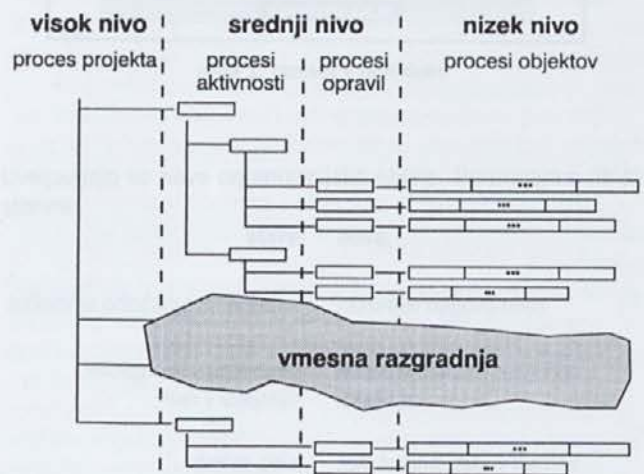 visok nivo
srednji nivo
nizek nivo
proces projekta
procesi
aktivnosti
procesi
opravil
procesi objektov
vmesna razgradnja